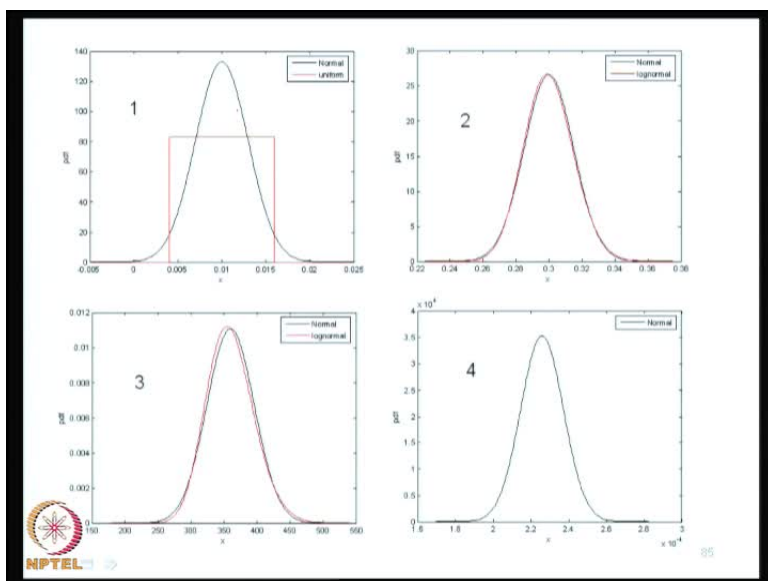 140
120
100
80
60
40
20
0
-0.005 0 0.005 0.01 0.015 0.02 0.025
x
pdf
1
Normal
uniform
30
25
20
15
10
5
0
0.22 0.24 0.26 0.28 0.3 0.32 0.34 0.36 0.38
x
pdf
2
Normal
lognormal
0.012
0.01
0.008
0.006
0.004
0.002
0
150 200 250 300 350 400 450 500 550
x
pdf
3
Normal
lognormal
x 10
4
3.5
3
2.5
2
1.5
1
0.5
0
1.6 1.8 2 2.2 2.4 2.6 2.8 3
x
x 10
pdf
4
Normal
NPTEL
85